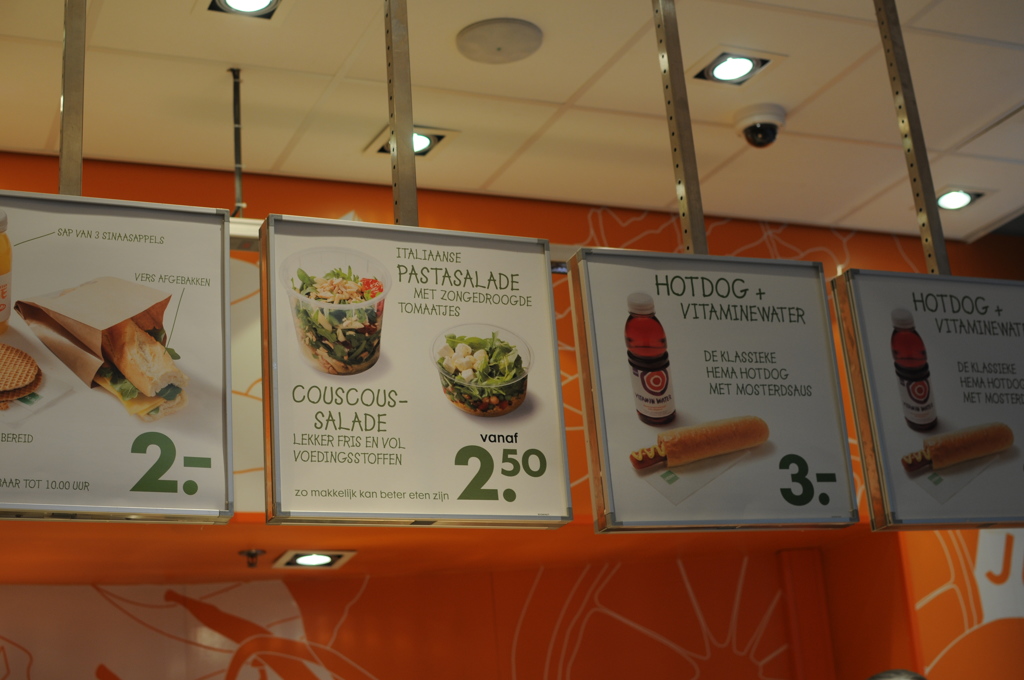 SAP VAN 3 SINAASAPPELS
VERS AFGEBAKKEN
BEREID
2.-
AAR TOT 10.00 UUR
ITALIAANSE
PASTASALADE
MET ZONGEDROOGDE
TOMAATJES
COUSCOUS-
SALADE
LEKKER FRIS EN VOL
VOEDINGSSTOFFEN
vanaf
2.50
zo makkelijk kan beter eten zijn
HOTDOG +
VITAMINEWATER
DE KLASSIEKE
HEMA HOTDOG
MET MOSTERDSAUS
3.-
HOTDOG +
VITAMINEWAT
DE KLASSIEKE
HEMA HOTDOG
MET MOSTERD
J